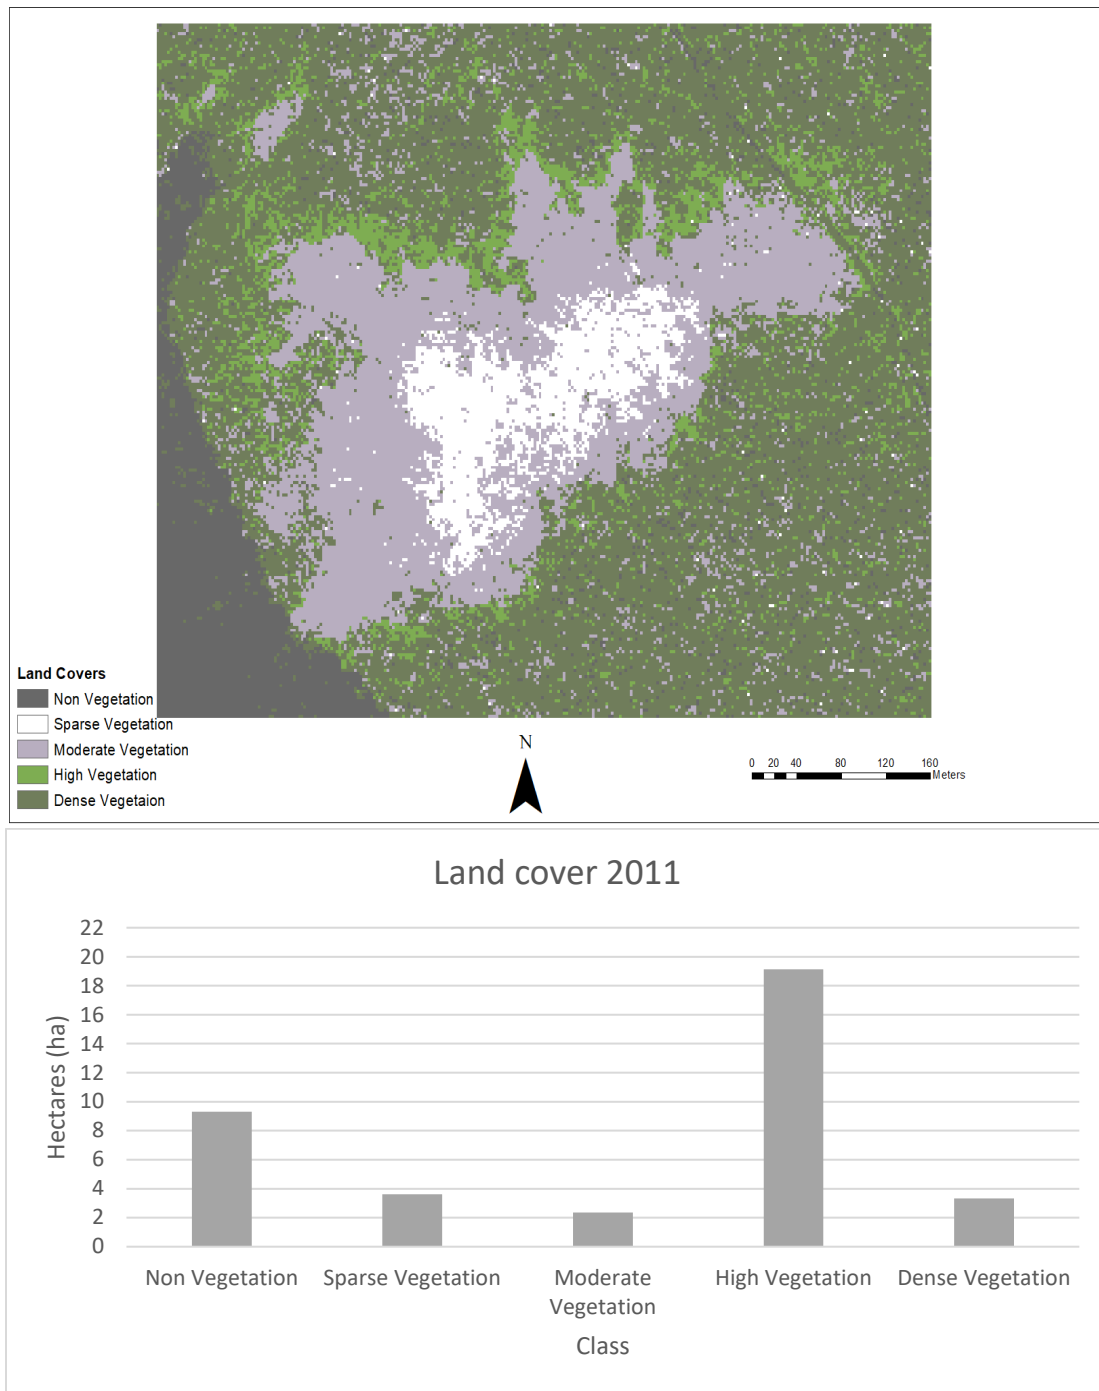 Land Covers
Non Vegetation
Sparse Vegetation
Moderate Vegetation
High Vegetation
Dense Vegetaion
N
0 20 40 80 120 160
Meters
Land cover 2011
Hectares (ha)
22
20
18
16
14
12
10
8
6
4
2
0
Non Vegetation
Sparse Vegetation
Moderate
Vegetation
High Vegetation
Dense Vegetation
Class